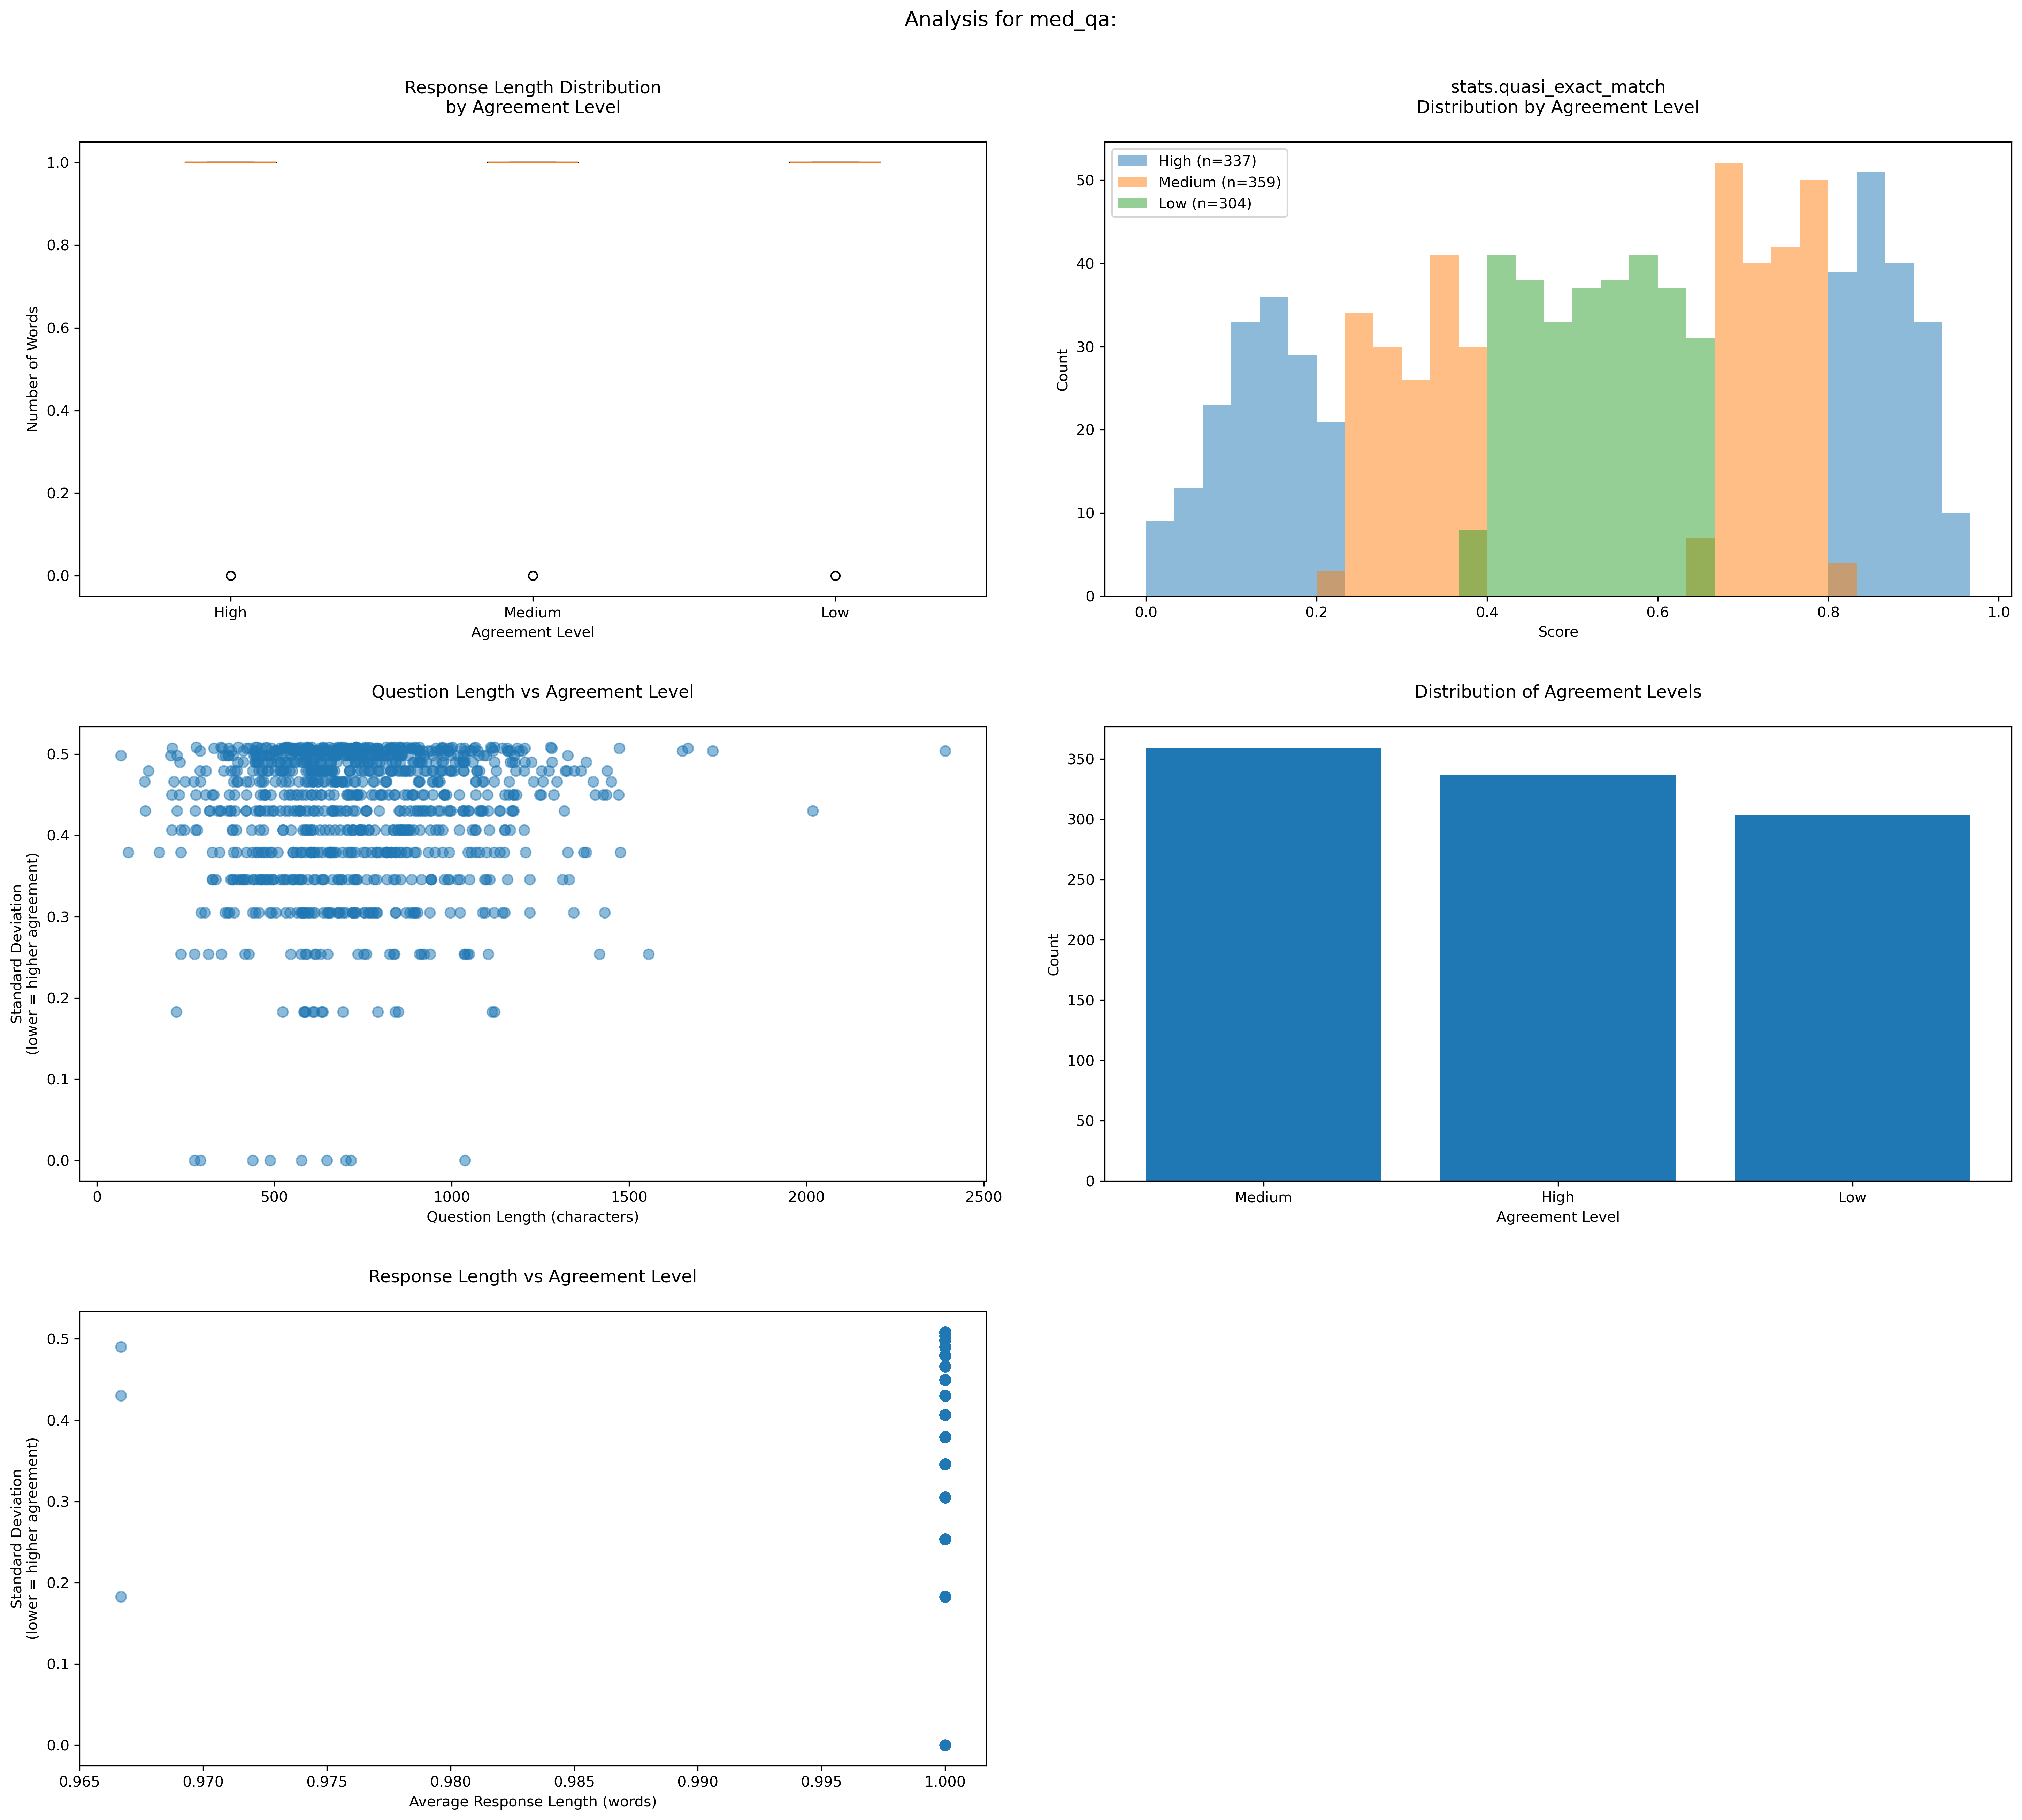 Analysis for med_qa:
Response Length Distribution
by Agreement Level
Number of Words
1.0
0.8
0.6
0.4
0.2
0.0
High
Medium
Low
Agreement Level
stats.quasi_exact_match
Distribution by Agreement Level
High (n=337)
Medium (n=359)
Low (n=304)
Count
50
40
30
20
10
0
0.0
0.2
0.4
0.6
0.8
1.0
Score
Question Length vs Agreement Level
Standard Deviation
(lower = higher agreement)
0.5
0.4
0.3
0.2
0.1
0.0
0
500
1000
1500
2000
2500
Question Length (characters)
Distribution of Agreement Levels
Count
350
300
250
200
150
100
50
0
Medium
High
Low
Agreement Level
Response Length vs Agreement Level
Standard Deviation
(lower = higher agreement)
0.5
0.4
0.3
0.2
0.1
0.0
0.965
0.970
0.975
0.980
0.985
0.990
0.995
1.000
Average Response Length (words)